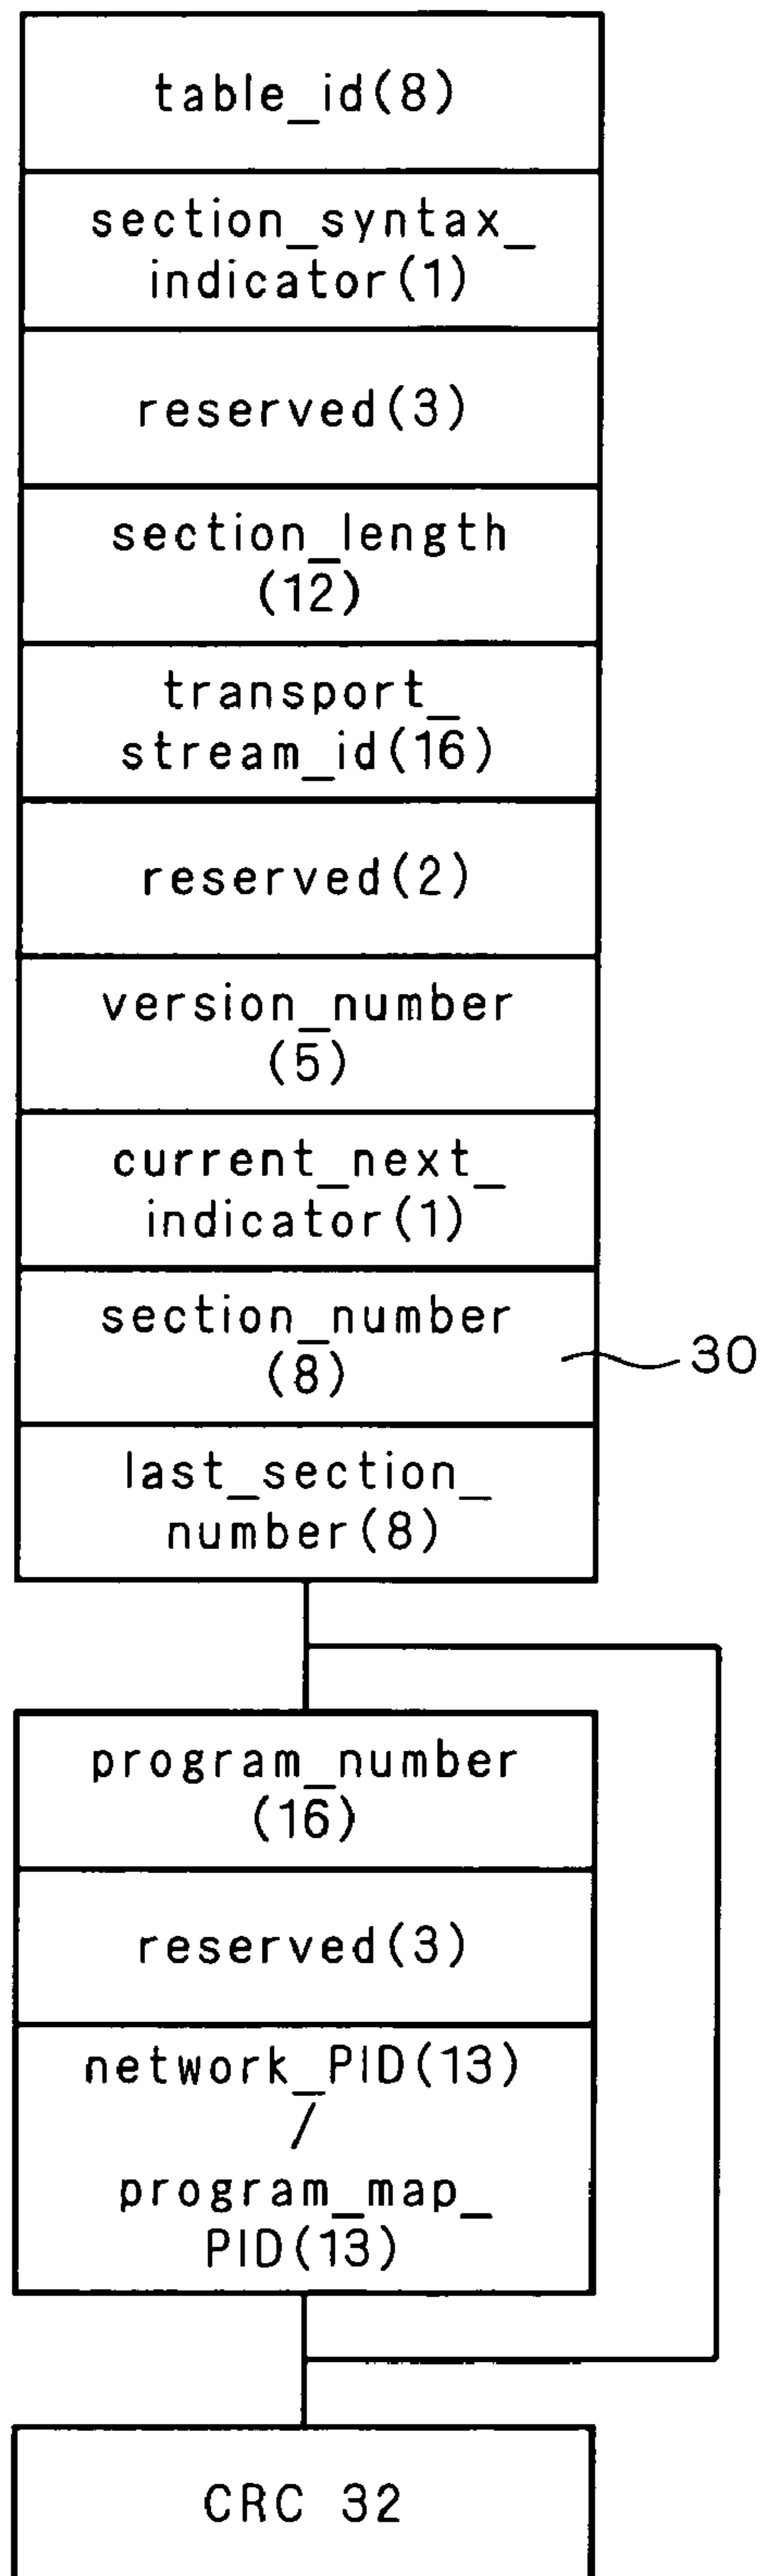 table_id(8)
section_syntax_
indicator(1)
reserved(3)
section_length
(12)
transport_
stream_id(16)
reserved(2)
version_number
(5)
current_next_
indicator(1)
section_number
(8)
30
last_section_
number(8)
program_number
(16)
reserved(3)
network_PID(13)
/
program_map_
PID(13)
CRC 32